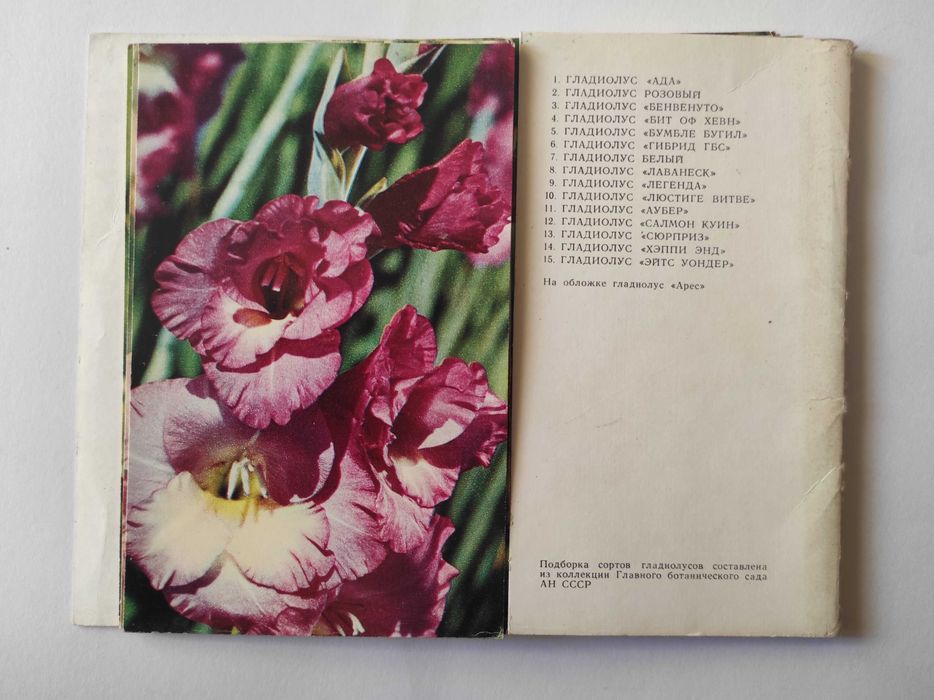 1. ГЛАДИОЛУС «АДА»
2. ГЛАДИОЛУС РОЗОВЫЙ
3. ГЛАДИОЛУС «БЕНВЕНУТО»
4. ГЛАДИОЛУС «БИТ ОФ ХЕВН»
5. ГЛАДИОЛУС «БУМБЛЕ БУГИЛ»
6. ГЛАДИОЛУС «ГИБРИД ГБС»
7. ГЛАДИОЛУС БЕЛЫЙ
8. ГЛАДИОЛУС «ЛАВАНЕСК»
9. ГЛАДИОЛУС «ЛЕГЕНДА»
10. ГЛАДИОЛУС «ЛЮСТИГЕ ВИТВЕ»
11. ГЛАДИОЛУС «АУБЕР»
12. ГЛАДИОЛУС «САЛМОН КУИН»
13. ГЛАДИОЛУС «СЮРПРИЗ»
14. ГЛАДИОЛУС «ХЭППИ ЭНД»
15. ГЛАДИОЛУС «ЭЙТС УОНДЕР»
На обложке гладиолус «Арес»
Подборка сортов гладиолусов составлена
из коллекции Главного ботанического сада
АН СССР